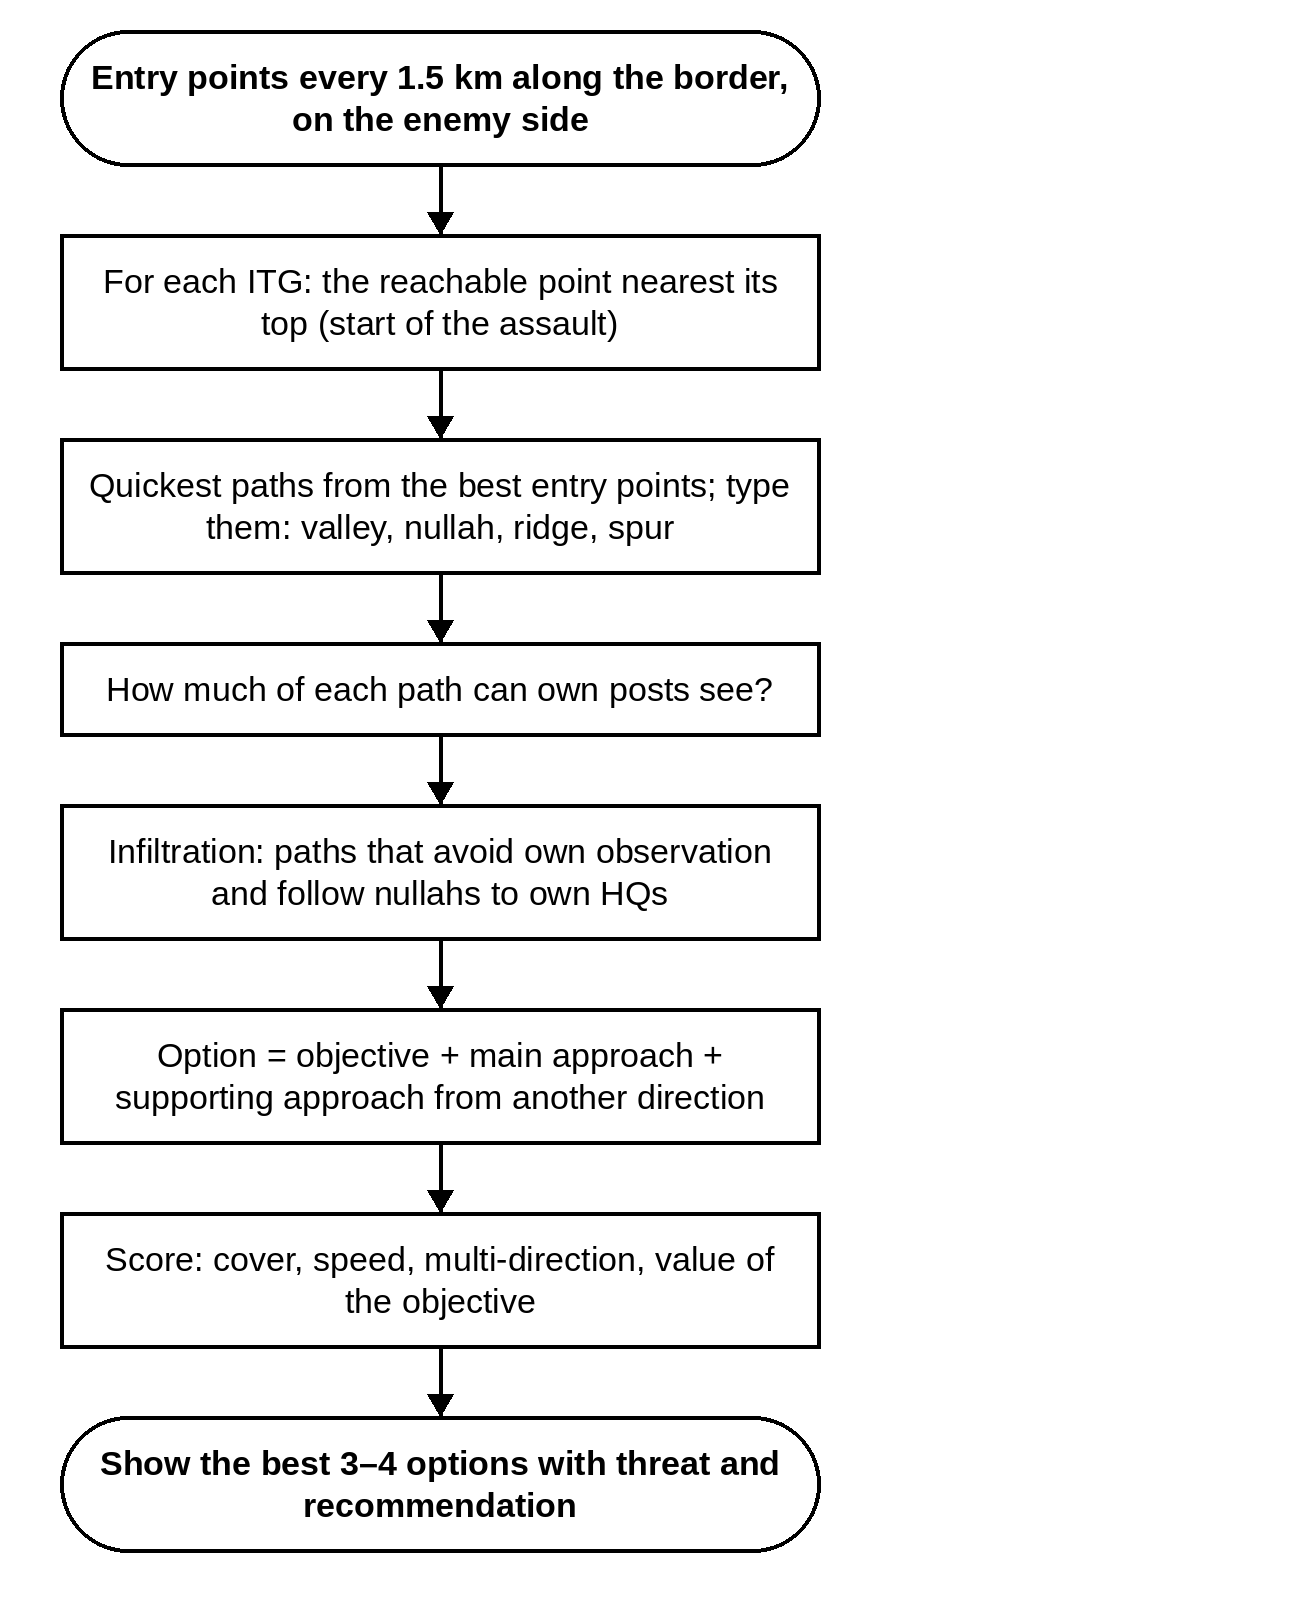 Entry points every 1.5 km along the border,
on the enemy side
For each ITG: the reachable point nearest its
top (start of the assault)
Quickest paths from the best entry points; type
them: valley, nullah, ridge, spur
How much of each path can own posts see?
Infiltration: paths that avoid own observation
and follow nullahs to own HQs
Option = objective + main approach +
supporting approach from another direction
Score: cover, speed, multi-direction, value of
the objective
Show the best 3–4 options with threat and
recommendation